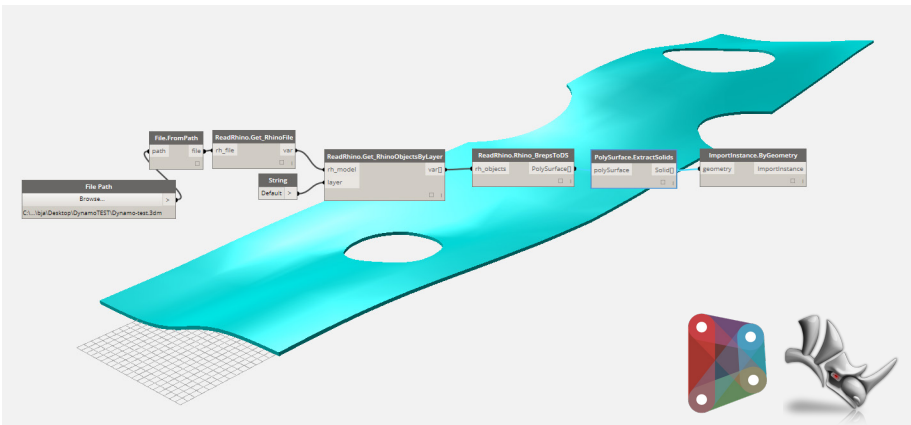 File.FromPath
path file
ReadRhino.Get_RhinoFile
rh_file var
ReadRhino.Get_RhinoObjectsByLayer
rh_model var[]
layer
ReadRhino.Rhino_BrepsToDS
rh_objects PolySurface[]
PolySurface.ExtractSolids
polySurface Solid[]
ImportInstance.ByGeometry
geometry ImportInstance
String
Default >
File Path
Browse... >
C:\...\bja\Desktop\DynamoTEST\Dynamo-test.3dm